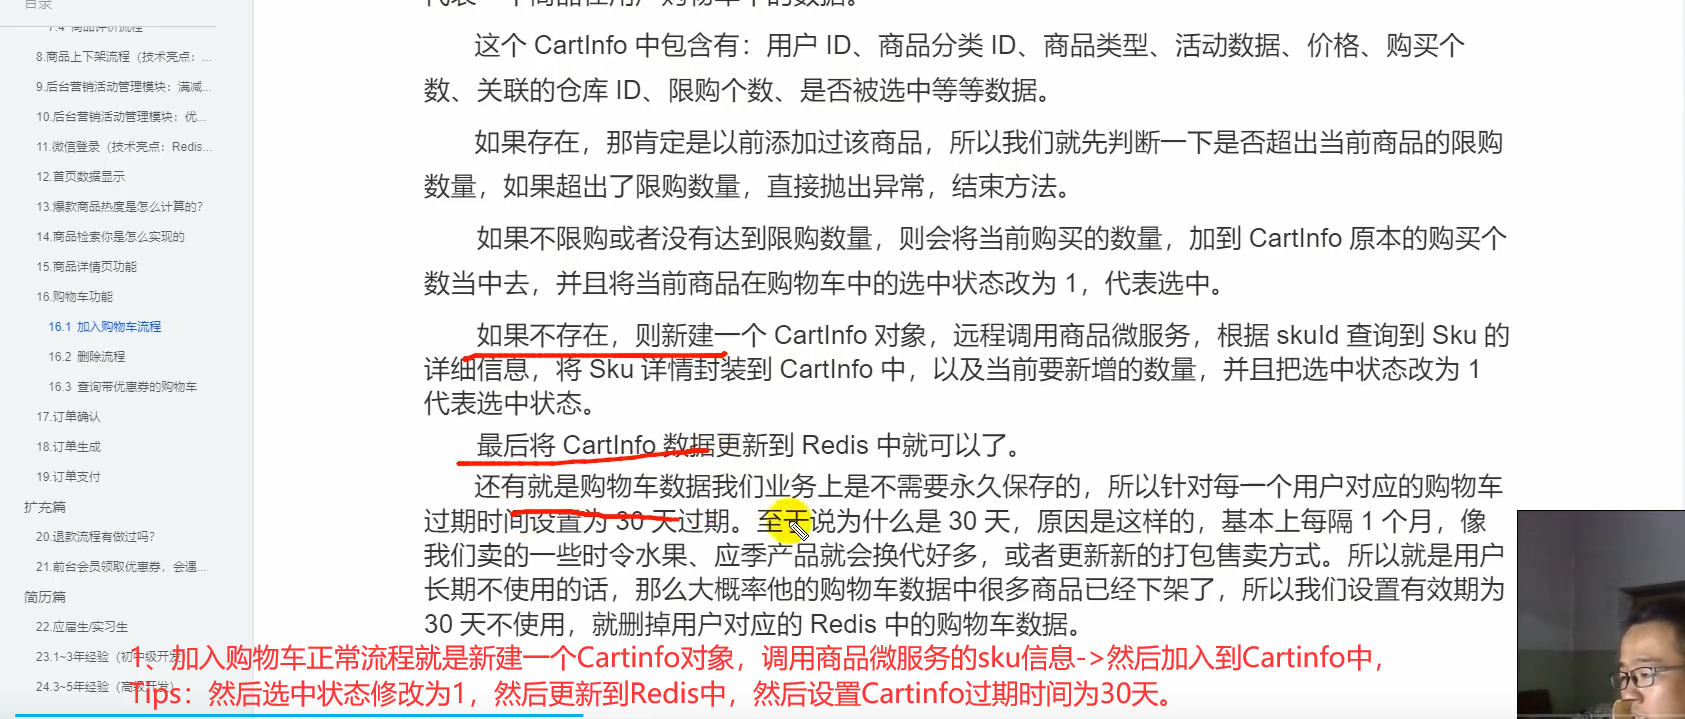 目录
7.4 商品评价流程
8.商品上下架流程（技术亮点：...
9.后台营销活动管理模块：满减...
10.后台营销活动管理模块：优...
11.微信登录（技术亮点：Redis...
12.首页数据显示
13.爆款商品热度是怎么计算的？
14.商品检索你是怎么实现的
15.商品详情页功能
16.购物车功能
16.1 加入购物车流程
16.2 删除流程
16.3 查询带优惠券的购物车
17.订单确认
18.订单生成
19.订单支付
扩充篇
20.退款流程有做过吗？
21.前台会员领取优惠券，会遇...
简历篇
22.应届生/实习生
23.1~3年经验（初中级开发）
24.3~5年经验（高级开发）
代表一个商品在用户购物车中的数据。
这个 CartInfo 中包含有：用户 ID、商品分类 ID、商品类型、活动数据、价格、购买个
数、关联的仓库 ID、限购个数、是否被选中等等数据。
如果存在，那肯定是以前添加过该商品，所以我们就先判断一下是否超出当前商品的限购
数量，如果超出了限购数量，直接抛出异常，结束方法。
如果不限购或者没有达到限购数量，则会将当前购买的数量，加到 CartInfo 原本的购买个
数当中去，并且将当前商品在购物车中的选中状态改为 1，代表选中。
如果不存在，则新建一个 CartInfo 对象，远程调用商品微服务，根据 skuId 查询到 Sku 的
详细信息，将 Sku 详情封装到 CartInfo 中，以及当前要新增的数量，并且把选中状态改为 1
代表选中状态。
最后将 CartInfo 数据更新到 Redis 中就可以了。
还有就是购物车数据我们业务上是不需要永久保存的，所以针对每一个用户对应的购物车
过期时间设置为 30 天过期。至于说为什么是 30 天，原因是这样的，基本上每隔 1 个月，像
我们卖的一些时令水果、应季产品就会换代好多，或者更新新的打包售卖方式。所以就是用户
长期不使用的话，那么大概率他的购物车数据中很多商品已经下架了，所以我们设置有效期为
30 天不使用，就删掉用户对应的 Redis 中的购物车数据。
1、加入购物车正常流程就是新建一个Cartinfo对象，调用商品微服务的sku信息->然后加入到Cartinfo中，
Tips：然后选中状态修改为1，然后更新到Redis中，然后设置Cartinfo过期时间为30天。